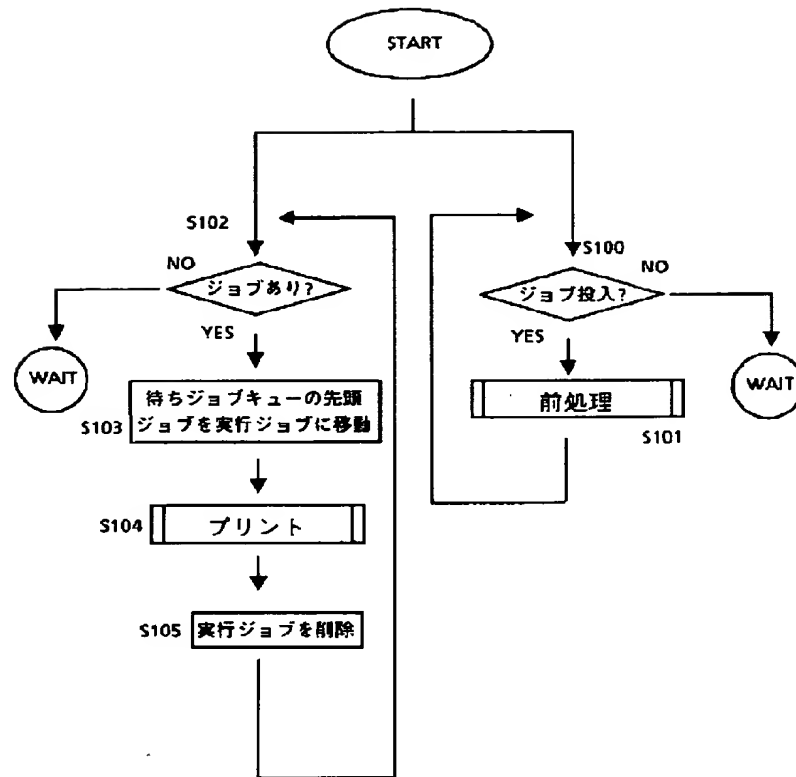 START
S102
S100
NO
ジョブあり?
YES
NO
ジョブ投入?
YES
WAIT
WAIT
待ちジョブキューの先頭
ジョブを実行ジョブに移動
S103
前処理
S101
S104
プリント
S105
実行ジョブを削除